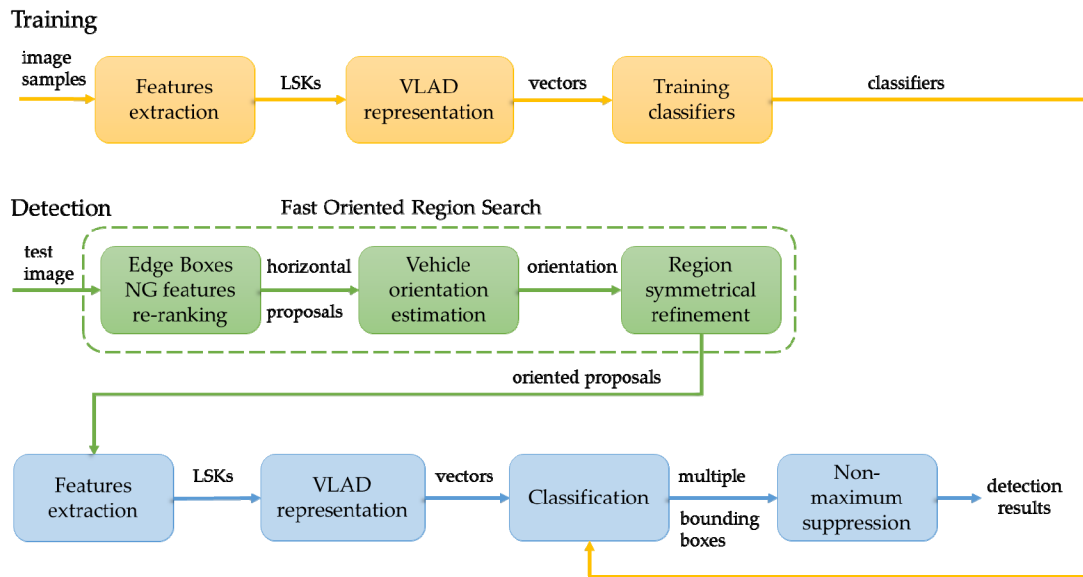 Training
image
samples
Features
extraction
LSKs
VLAD
representation
vectors
Training
classifiers
classifiers
Detection
Fast Oriented Region Search
test
image
Edge Boxes
NG features
re-ranking
horizontal
proposals
Vehicle
orientation
estimation
orientation
Region
symmetrical
refinement
oriented proposals
Features
extraction
LSKs
VLAD
representation
vectors
Classification
multiple
bounding
boxes
Non-
maximum
suppression
detection
results